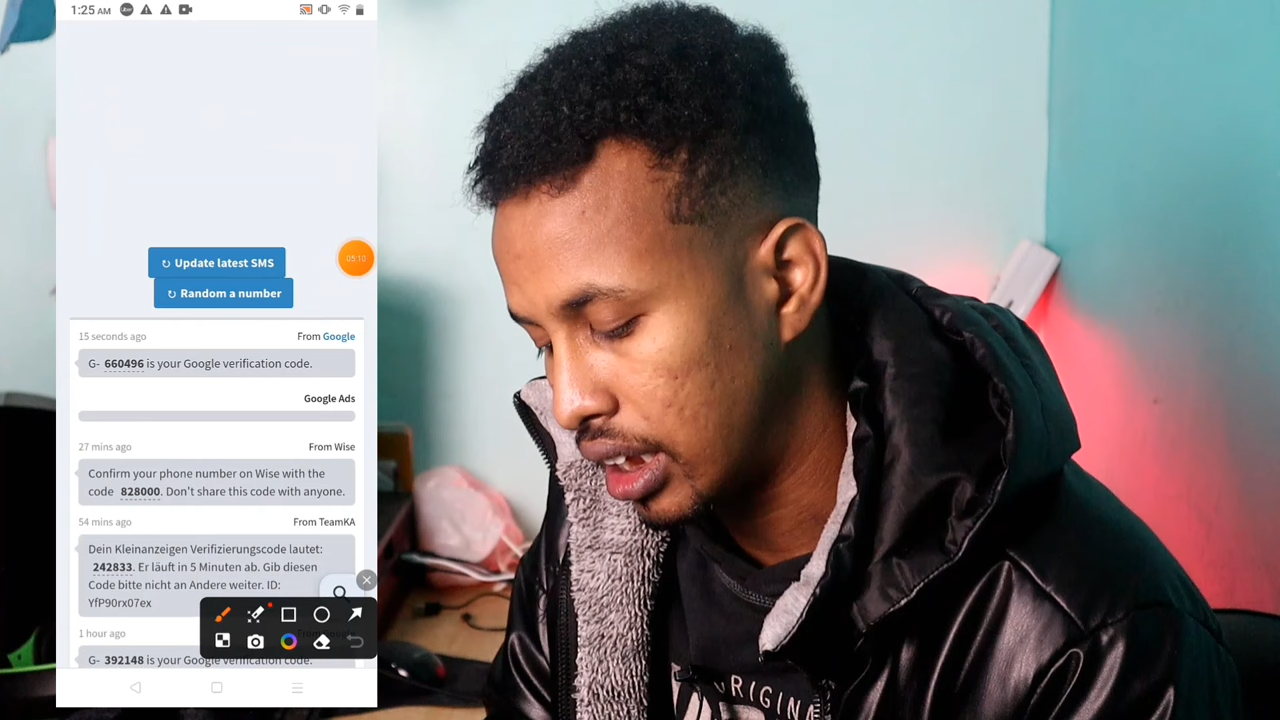 1:25 AM
05:10
↻ Update latest SMS
↻ Random a number
15 seconds ago From Google
G- 660496 is your Google verification code.
Google Ads
27 mins ago From Wise
Confirm your phone number on Wise with the
code 828000. Don't share this code with anyone.
54 mins ago From TeamKA
Dein Kleinanzeigen Verifizierungscode lautet:
242833. Er läuft in 5 Minuten ab. Gib diesen
Code bitte nicht an Andere weiter. ID:
YfP90rx07ex
1 hour ago
G- 392148 is your Google verification code.
ORIGINA